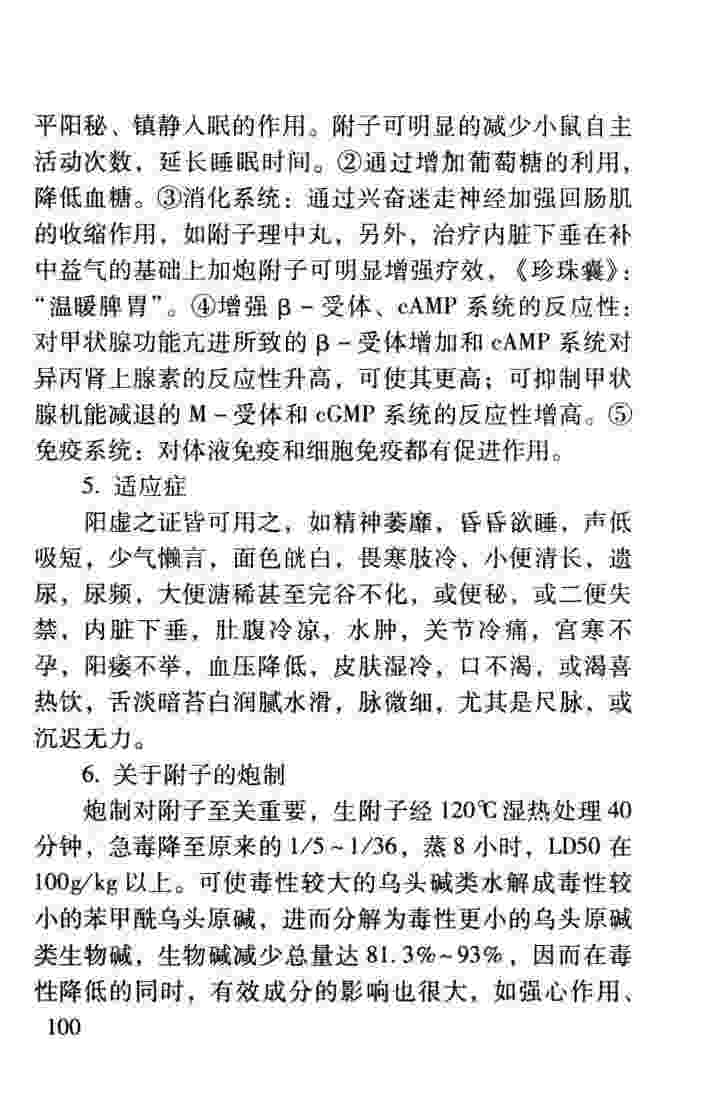 平阳秘、镇静入眠的作用。附子可明显的减少小鼠自主
活动次数，延长睡眠时间。②通过增加葡萄糖的利用，
降低血糖。③消化系统：通过兴奋迷走神经加强回肠肌
的收缩作用，如附子理中丸，另外，治疗内脏下垂在补
中益气的基础上加炮附子可明显增强疗效，《珍珠囊》：
“温暖脾胃”。④增强 β－受体、cAMP 系统的反应性：
对甲状腺功能亢进所致的 β－受体增加和 cAMP 系统对
异丙肾上腺素的反应性升高，可使其更高；可抑制甲状
腺机能减退的 M－受体和 cGMP 系统的反应性增高。⑤
免疫系统：对体液免疫和细胞免疫都有促进作用。
5. 适应症
阳虚之证皆可用之，如精神萎靡，昏昏欲睡，声低
吸短，少气懒言，面色㿠白，畏寒肢冷、小便清长，遗
尿，尿频，大便溏稀甚至完谷不化，或便秘，或二便失
禁，内脏下垂，肚腹冷凉，水肿，关节冷痛，宫寒不
孕，阳痿不举，血压降低，皮肤湿冷，口不渴，或渴喜
热饮，舌淡暗苔白润腻水滑，脉微细，尤其是尺脉，或
沉迟无力。
6. 关于附子的炮制
炮制对附子至关重要，生附子经 120℃湿热处理 40
分钟，急毒降至原来的 1/5～1/36，蒸 8 小时，LD50 在
100g/kg 以上。可使毒性较大的乌头碱类水解成毒性较
小的苯甲酰乌头原碱，进而分解为毒性更小的乌头原碱
类生物碱，生物碱减少总量达 81.3%~93%，因而在毒
性降低的同时，有效成分的影响也很大，如强心作用、
100